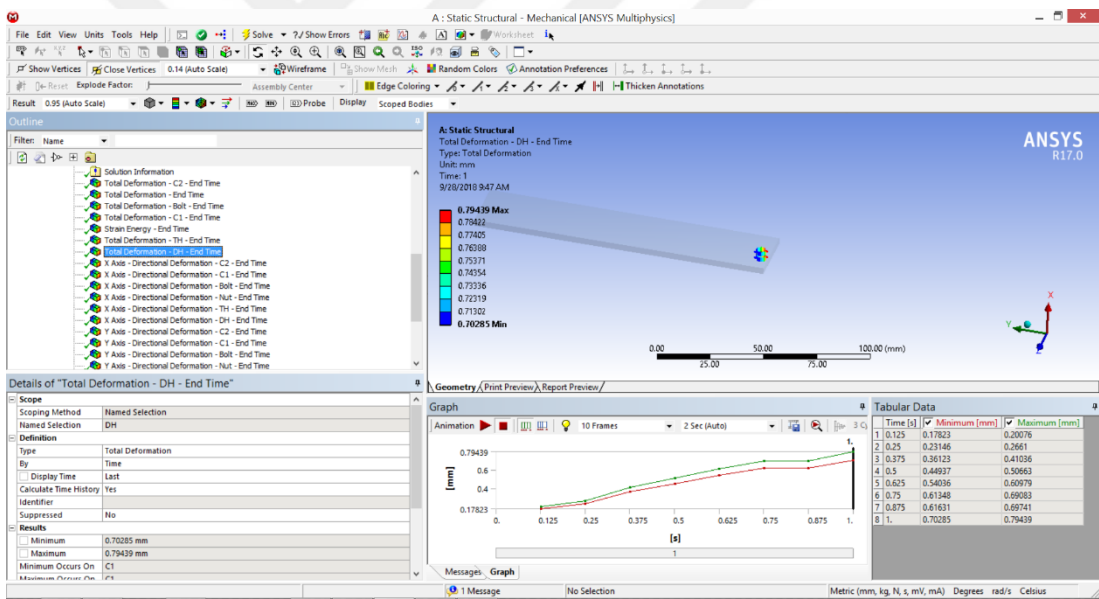 A : Static Structural - Mechanical [ANSYS Multiphysics]
File Edit View Units Tools Help Solve ?/ Show Errors Worksheet
Show Vertices Close Vertices 0.14 (Auto Scale) Wireframe Show Mesh Random Colors Annotation Preferences
Reset Explode Factor: Assembly Center Edge Coloring Thicken Annotations
Result 0.95 (Auto Scale) Probe Display Scoped Bodies
Outline
Filter: Name
Solution Information
Total Deformation - C2 - End Time
Total Deformation - End Time
Total Deformation - Bolt - End Time
Total Deformation - C1 - End Time
Strain Energy - End Time
Total Deformation - TH - End Time
Total Deformation - DH - End Time
X Axis - Directional Deformation - C2 - End Time
X Axis - Directional Deformation - C1 - End Time
X Axis - Directional Deformation - Bolt - End Time
X Axis - Directional Deformation - Nut - End Time
X Axis - Directional Deformation - TH - End Time
X Axis - Directional Deformation - DH - End Time
Y Axis - Directional Deformation - C2 - End Time
Y Axis - Directional Deformation - C1 - End Time
Y Axis - Directional Deformation - Bolt - End Time
Y Axis - Directional Deformation - Nut - End Time
A: Static Structural
Total Deformation - DH - End Time
Type: Total Deformation
Unit: mm
Time: 1
9/28/2018 9:47 AM
0.79439 Max
0.78422
0.77405
0.76388
0.75371
0.74354
0.73336
0.72319
0.71302
0.70285 Min
ANSYS
R17.0
X
Y
Z
0.00 50.00 100.00 (mm)
25.00 75.00
Geometry Print Preview Report Preview
Details of "Total Deformation - DH - End Time"
Scope
Scoping Method Named Selection
Named Selection DH
Definition
Type Total Deformation
By Time
Display Time Last
Calculate Time History Yes
Identifier
Suppressed No
Results
Minimum 0.70285 mm
Maximum 0.79439 mm
Minimum Occurs On C1
Maximum Occurs On C1
Graph
Animation 10 Frames 2 Sec (Auto)
1.
0.79439
0.6
0.4
0.17823
[mm]
0. 0.125 0.25 0.375 0.5 0.625 0.75 0.875 1.
[s]
1
Messages Graph
Tabular Data
Time [s] Minimum [mm] Maximum [mm]
1 0.125 0.17823 0.20076
2 0.25 0.23146 0.2661
3 0.375 0.36123 0.41036
4 0.5 0.44937 0.50663
5 0.625 0.54036 0.60979
6 0.75 0.61348 0.69083
7 0.875 0.61631 0.69741
8 1. 0.70285 0.79439
1 Message No Selection Metric (mm, kg, N, s, mV, mA) Degrees rad/s Celsius